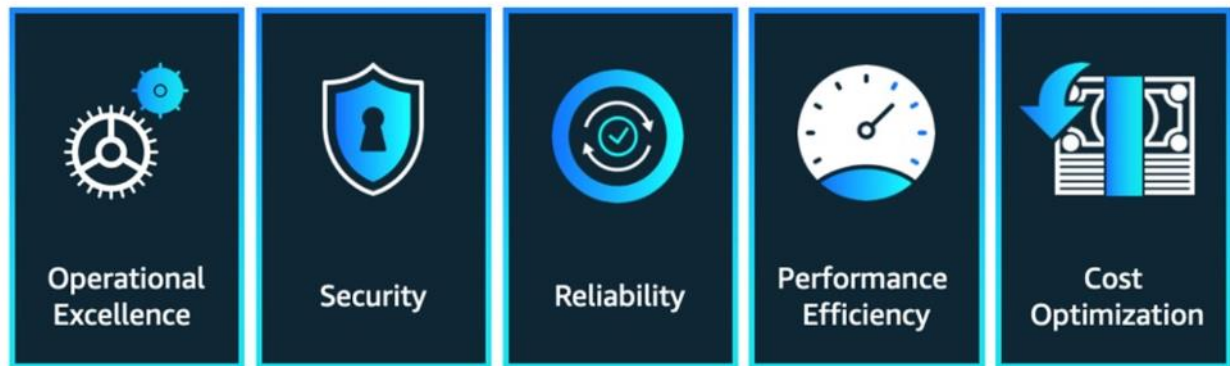 Operational
Excellence
Security
Reliability
Performance
Efficiency
Cost
Optimization